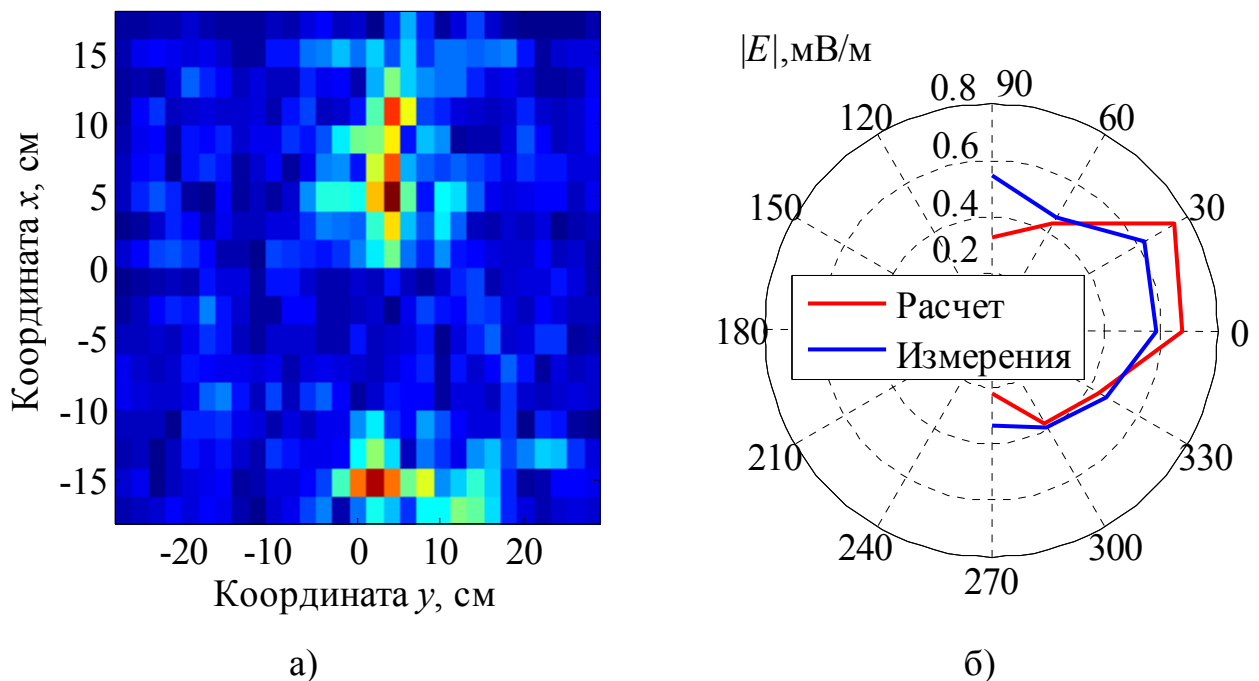 15
10
5
0
-5
-10
-15
Координата x, см
-20 -10 0 10 20
Координата y, см
а)
|E|,мВ/м
0.8 90
120 60
0.6
150 0.4 30
0.2
Расчет
180 0
Измерения
210 330
240 300
270
б)